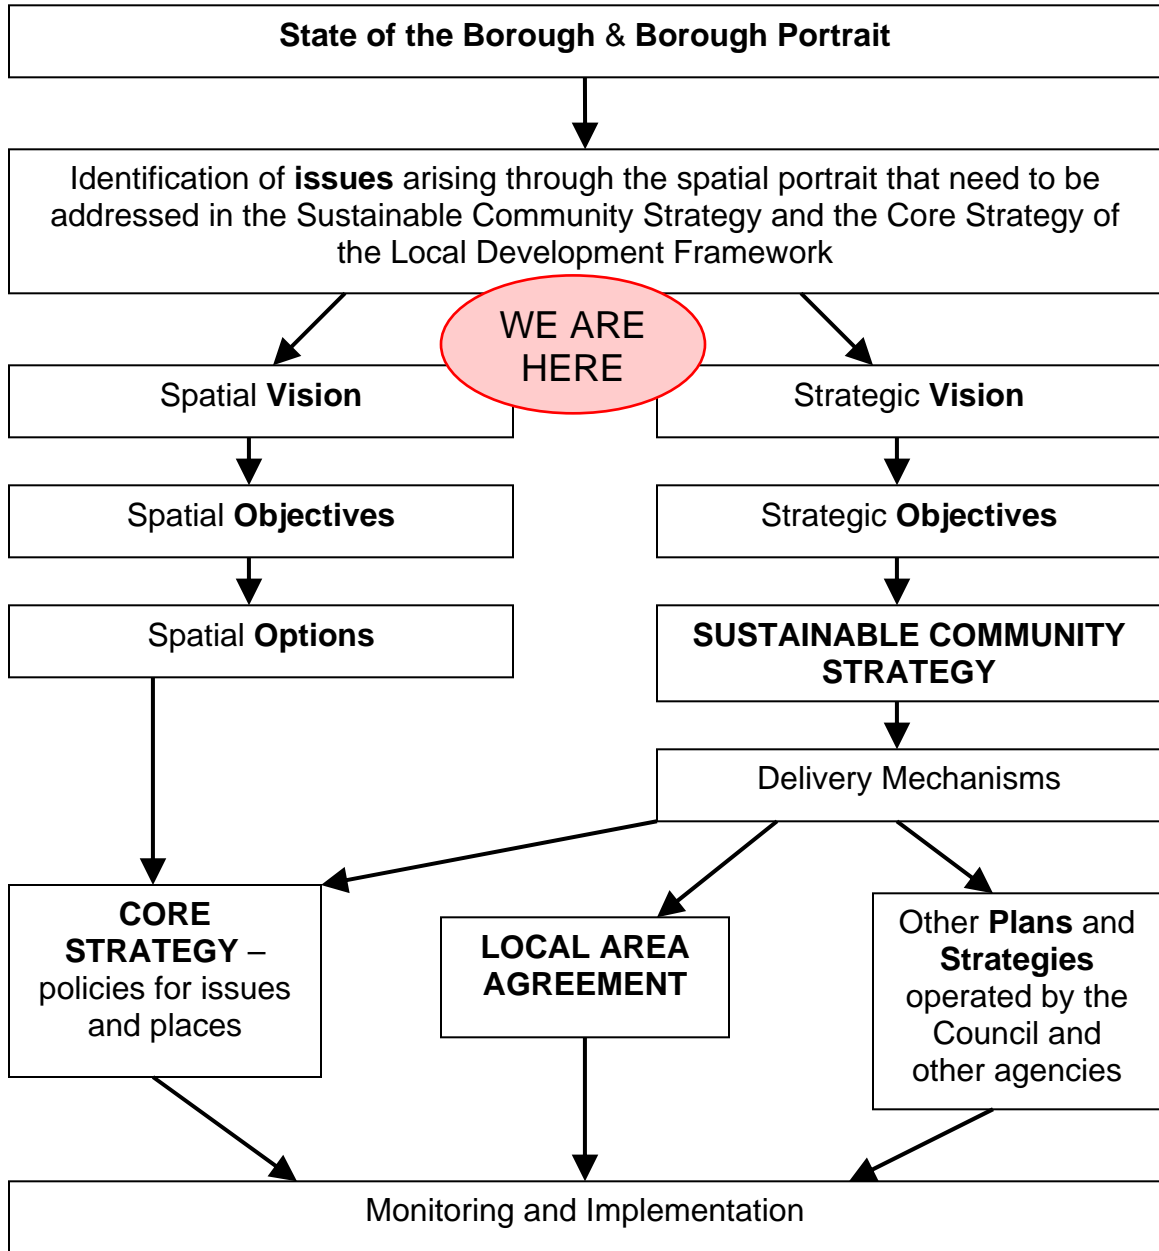 State of the Borough & Borough Portrait
Identification of issues arising through the spatial portrait that need to be
addressed in the Sustainable Community Strategy and the Core Strategy of
the Local Development Framework
WE ARE
HERE
Spatial Vision
Strategic Vision
Spatial Objectives
Strategic Objectives
Spatial Options
SUSTAINABLE COMMUNITY
STRATEGY
Delivery Mechanisms
CORE
STRATEGY –
policies for issues
and places
LOCAL AREA
AGREEMENT
Other Plans and
Strategies
operated by the
Council and
other agencies
Monitoring and Implementation